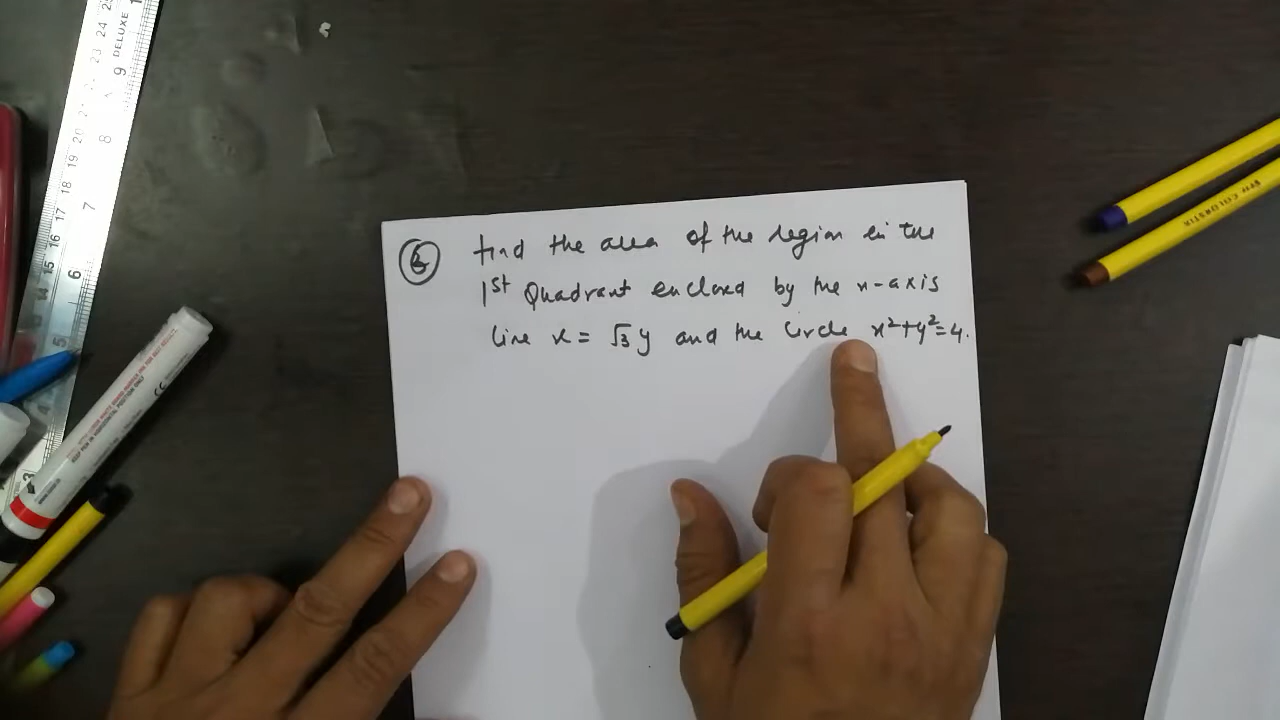 6 find the area of the region in the
1st Quadrant enclosed by the x-axis
line x = √3 y and the circle x²+y²=4.
DELUXE